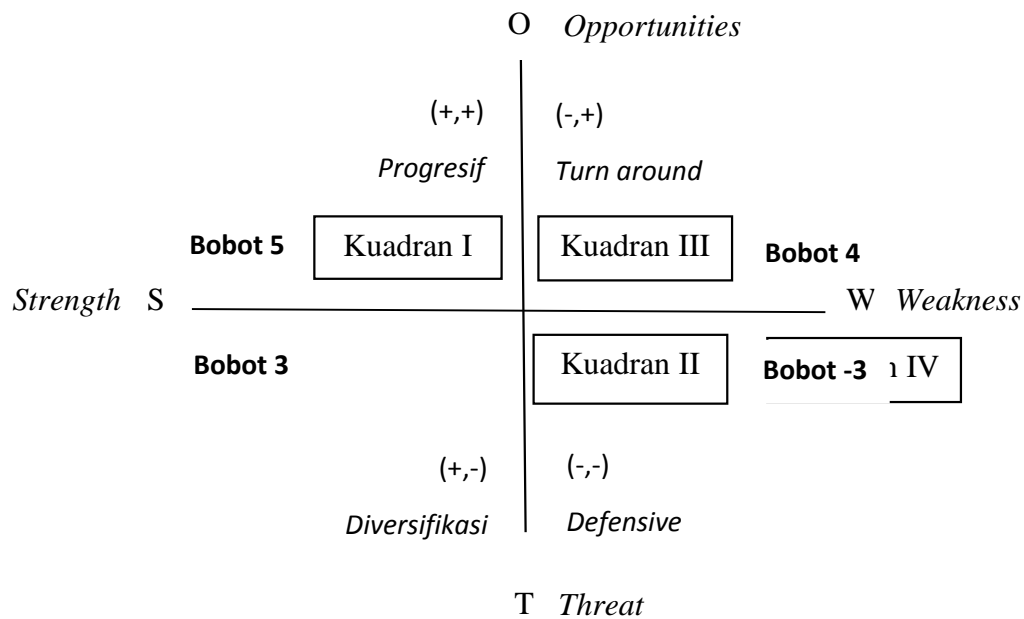 O Opportunities
(+,+) (-,+)
Progresif Turn around
Bobot 5 Kuadran I Kuadran III Bobot 4
Strength S W Weakness
Bobot 3 Kuadran II Bobot -3 IV
(+,-) (-,-)
Diversifikasi Defensive
T Threat